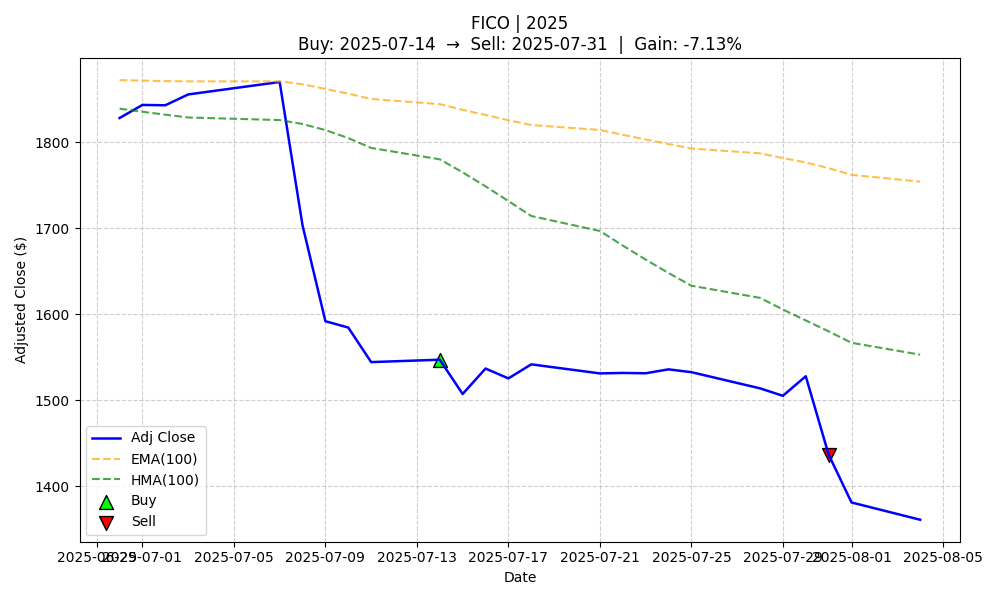 FICO | 2025
Buy: 2025-07-14 → Sell: 2025-07-31 | Gain: -7.13%
Adjusted Close ($)
1800
1700
1600
1500
1400
Adj Close
EMA(100)
HMA(100)
Buy
Sell
2025-06-29 2025-07-01 2025-07-05 2025-07-09 2025-07-13 2025-07-17 2025-07-21 2025-07-25 2025-07-29 2025-08-01 2025-08-05
Date